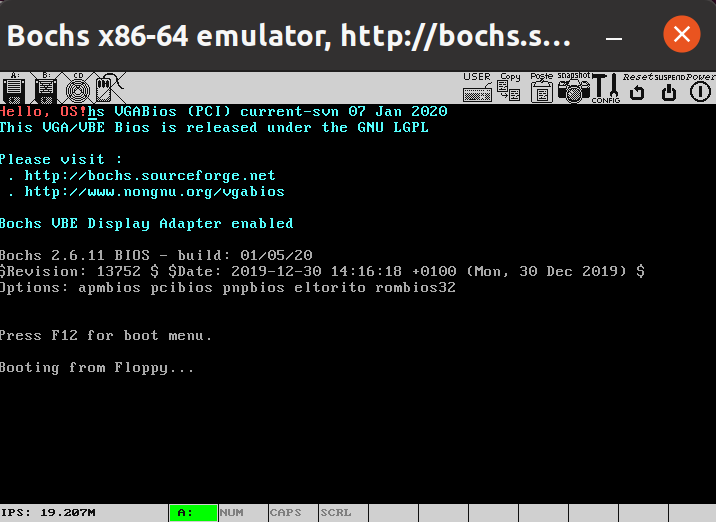 Bochs x86-64 emulator, http://bochs.s...
A: B: CD USER Copy Poste snapshot CONFIG Reset SUSPEND Power
Hello, OS!hs VGABios (PCI) current-svn 07 Jan 2020
This VGA/VBE Bios is released under the GNU LGPL
Please visit :
. http://bochs.sourceforge.net
. http://www.nongnu.org/vgabios
Bochs VBE Display Adapter enabled
Bochs 2.6.11 BIOS - build: 01/05/20
$Revision: 13752 $ $Date: 2019-12-30 14:16:18 +0100 (Mon, 30 Dec 2019) $
Options: apmbios pcibios pnpbios eltorito rombios32
Press F12 for boot menu.
Booting from Floppy...
IPS: 19.207M A: NUM CAPS SCRL